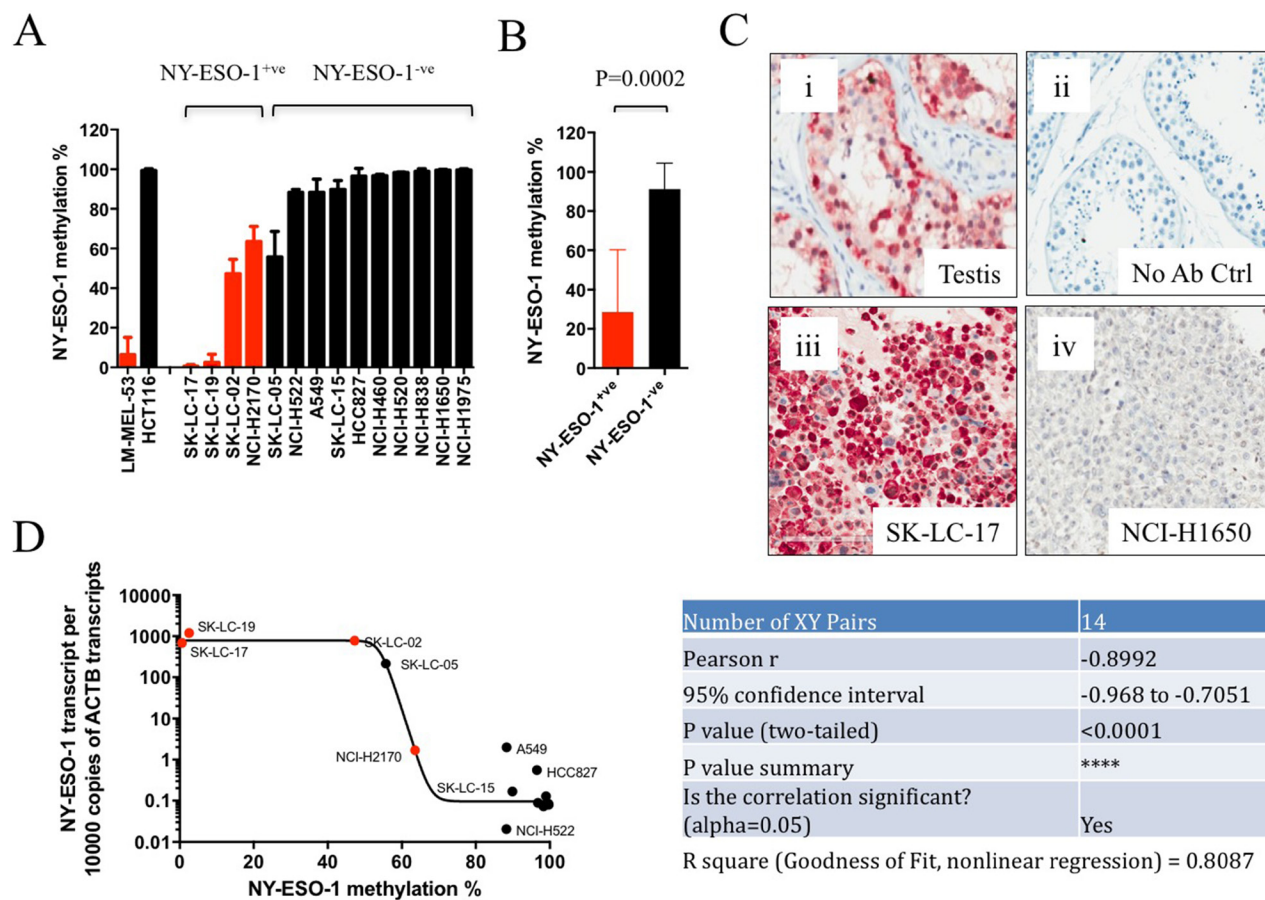 A
NY-ESO-1+ve
NY-ESO-1-ve
NY-ESO-1 methylation %
120
100
80
60
40
20
0
LM-MEL-53
HCT116
SK-LC-17
SK-LC-19
SK-LC-02
NCI-H2170
SK-LC-05
NCI-H522
A549
SK-LC-15
HCC827
NCI-H460
NCI-H520
NCI-H838
NCI-H1650
NCI-H1975
B
P=0.0002
NY-ESO-1 methylation %
120
100
80
60
40
20
0
NY-ESO-1+ve
NY-ESO-1-ve
C
i
Testis
ii
No Ab Ctrl
iii
SK-LC-17
iv
NCI-H1650
D
NY-ESO-1 transcript per
10000 copies of ACTB transcripts
10000
1000
100
10
1
0.1
0.01
SK-LC-19
SK-LC-17
SK-LC-02
SK-LC-05
NCI-H2170
A549
HCC827
SK-LC-15
NCI-H522
0
20
40
60
80
100
NY-ESO-1 methylation %
Number of XY Pairs 14
Pearson r -0.8992
95% confidence interval -0.968 to -0.7051
P value (two-tailed) <0.0001
P value summary ****
Is the correlation significant?
(alpha=0.05) Yes
R square (Goodness of Fit, nonlinear regression) = 0.8087